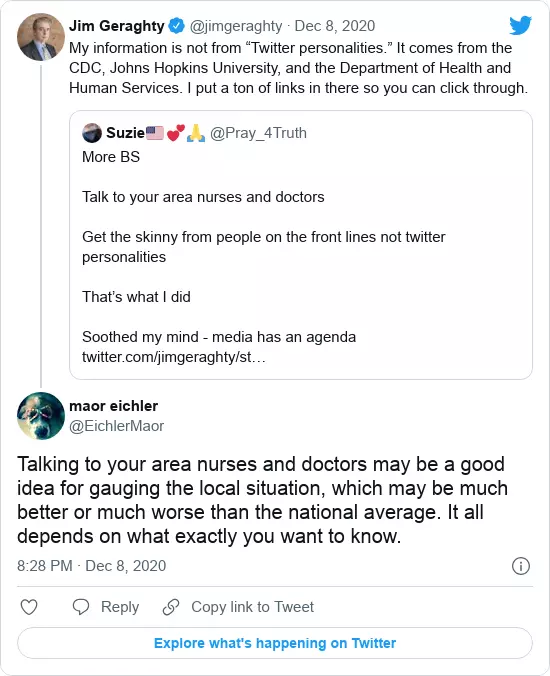 Jim Geraghty @jimgeraghty · Dec 8, 2020
My information is not from “Twitter personalities.” It comes from the
CDC, Johns Hopkins University, and the Department of Health and
Human Services. I put a ton of links in there so you can click through.
Suzie🇺🇸💕🙏 @Pray_4Truth
More BS
Talk to your area nurses and doctors
Get the skinny from people on the front lines not twitter
personalities
That’s what I did
Soothed my mind - media has an agenda
twitter.com/jimgeraghty/st…
maor eichler
@EichlerMaor
Talking to your area nurses and doctors may be a good
idea for gauging the local situation, which may be much
better or much worse than the national average. It all
depends on what exactly you want to know.
8:28 PM · Dec 8, 2020
Reply Copy link to Tweet
Explore what's happening on Twitter